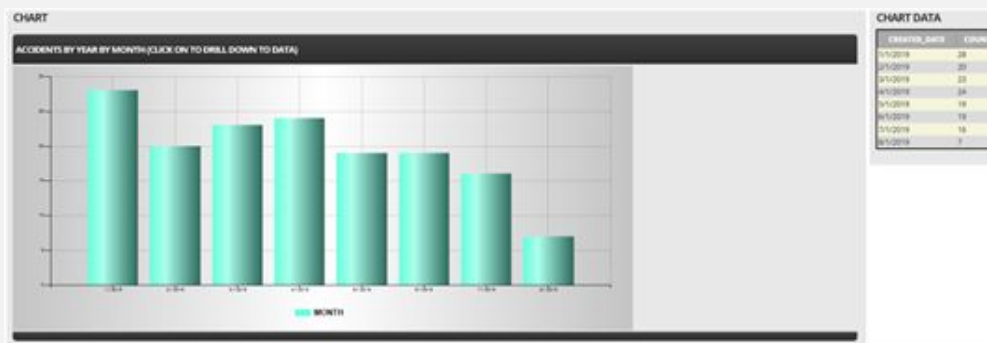 CHART
ACCIDENTS BY YEAR BY MONTH (CLICK ON TO DRILL DOWN TO DATA)
MONTH
CHART DATA
CREATED_DATE COUN
1/1/2019 28
2/1/2019 20
3/1/2019 23
4/1/2019 24
5/1/2019 19
6/1/2019 19
7/1/2019 16
8/1/2019 7